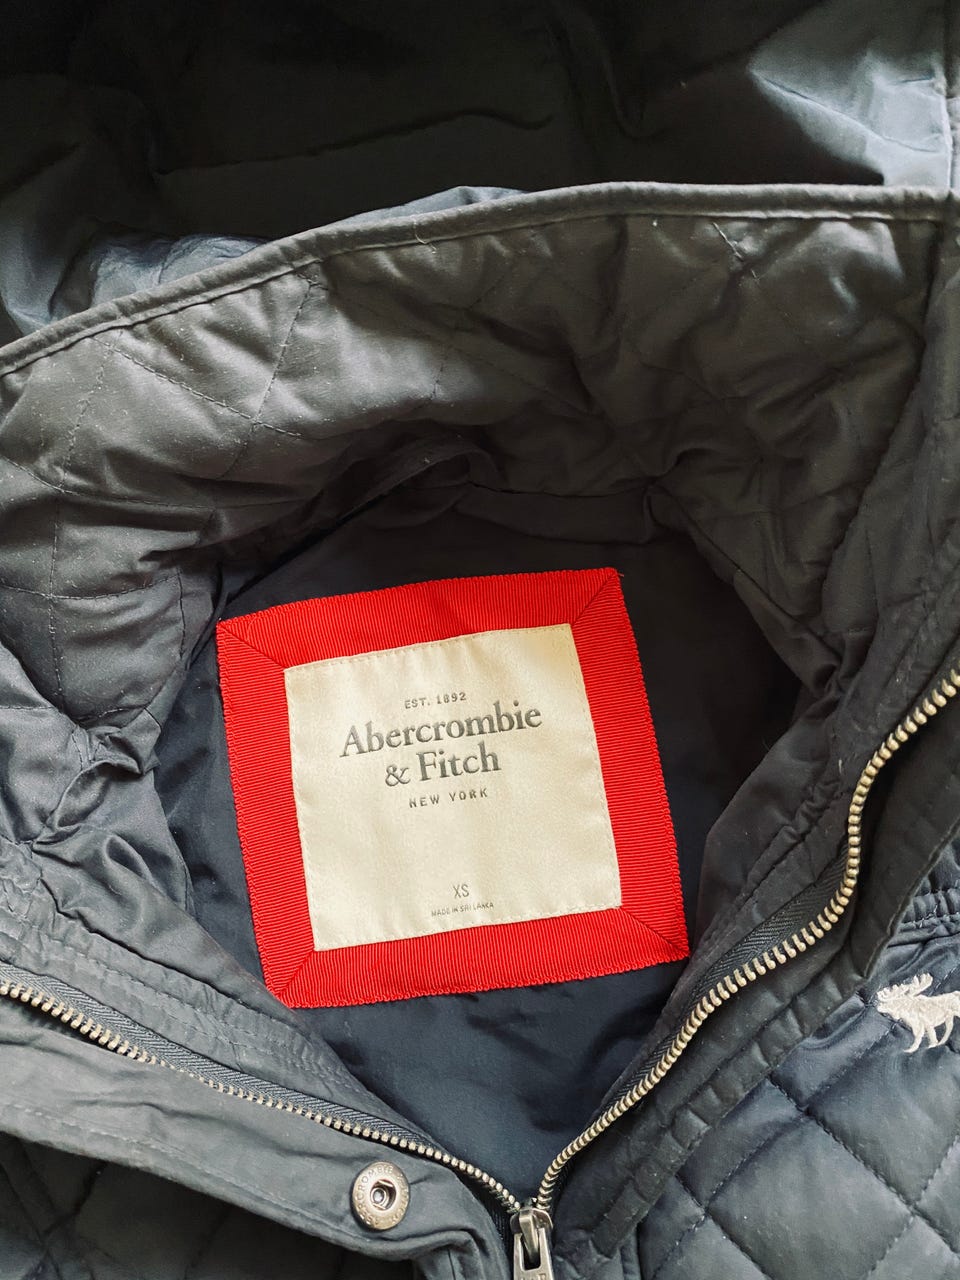 EST. 1892
Abercrombie
& Fitch
NEW YORK
XS
MADE IN SRI LANKA